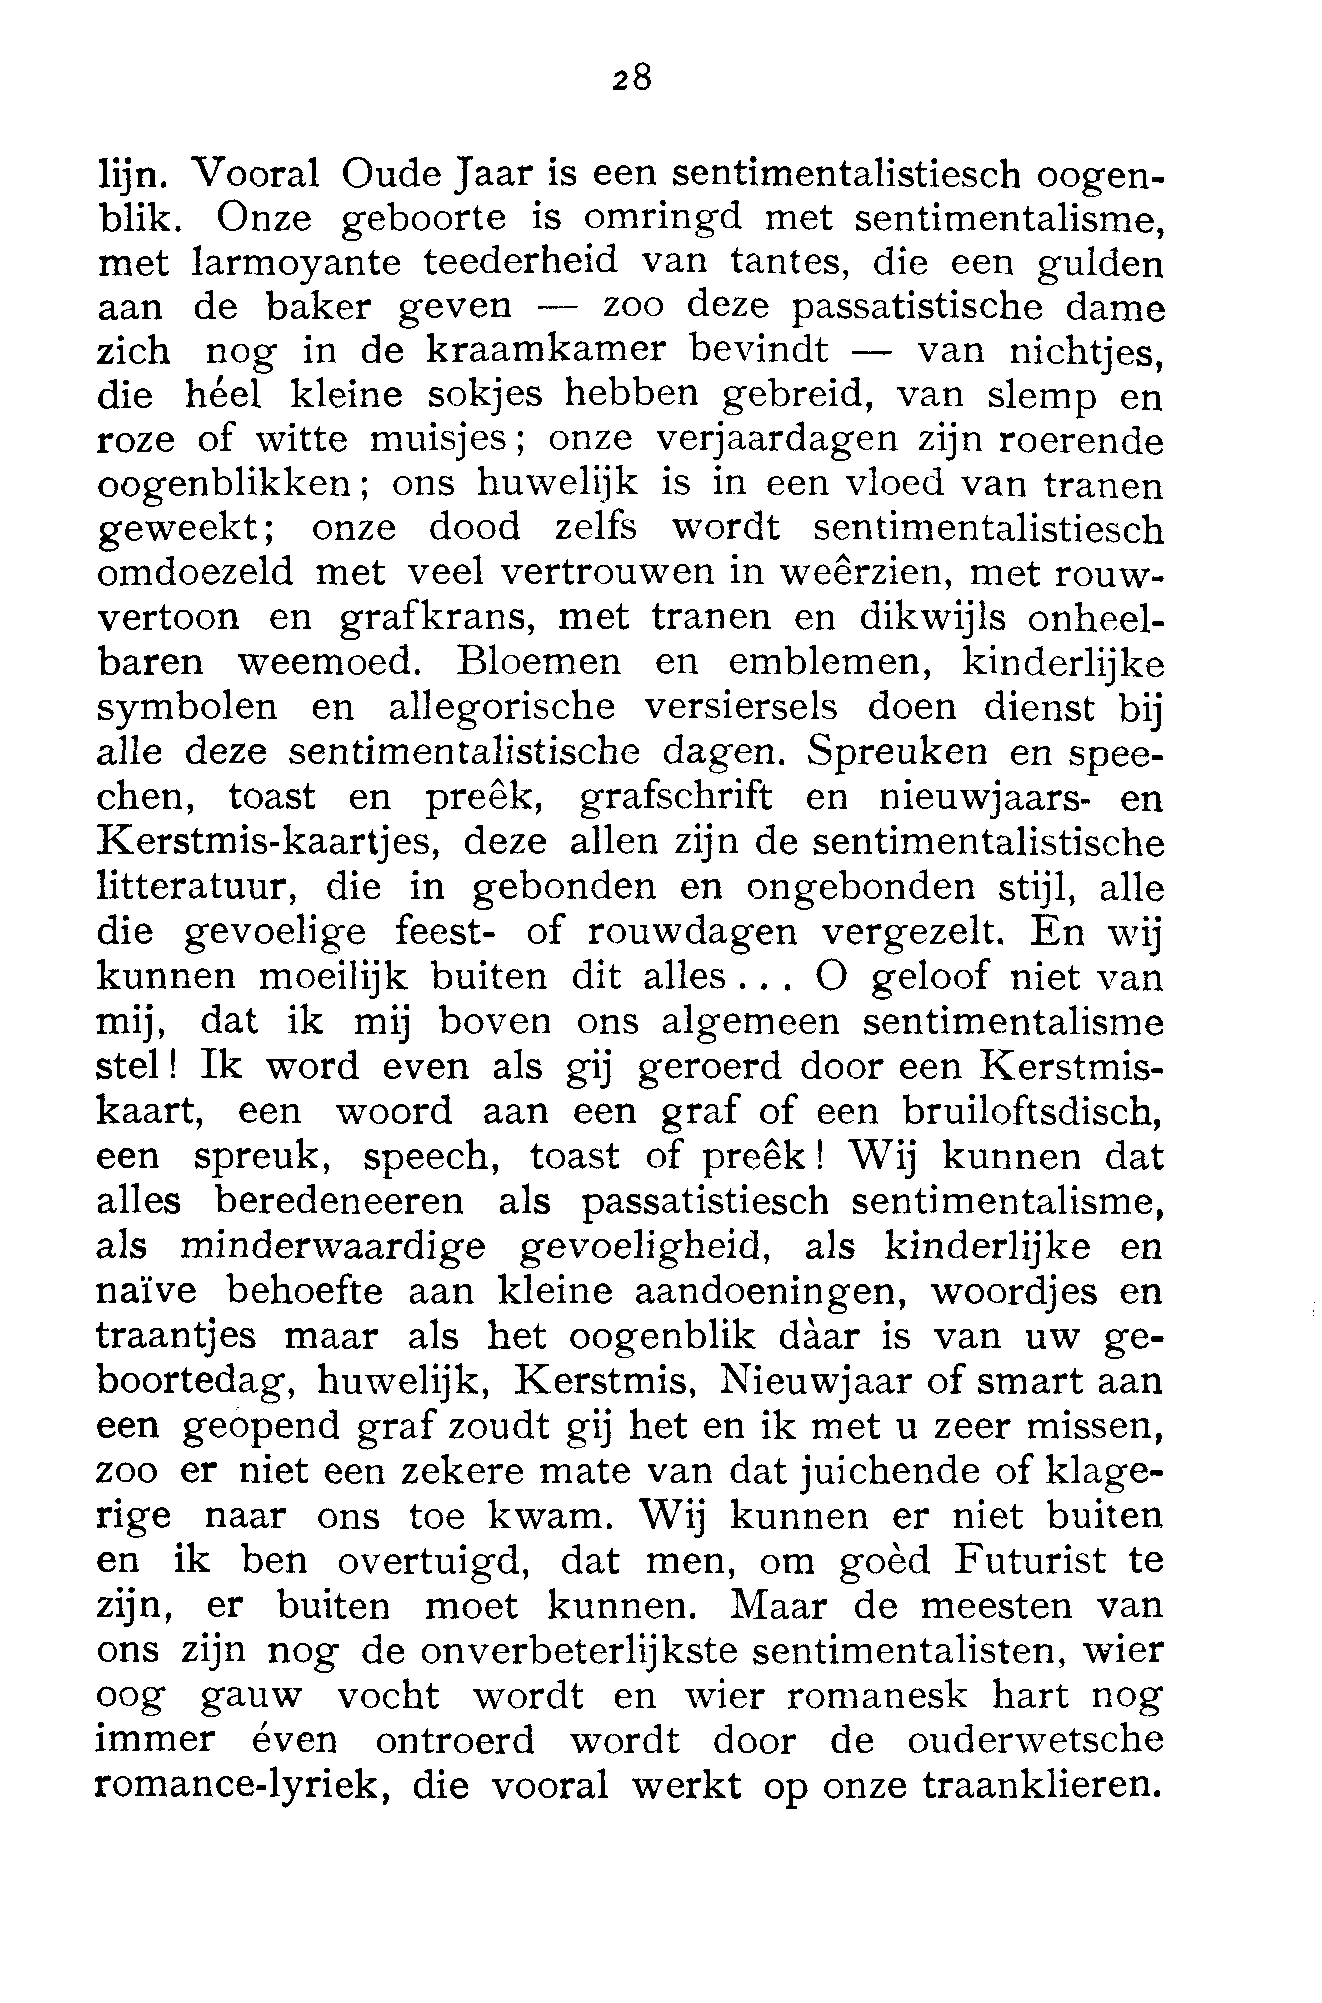 28
lijn. Vooral Oude Jaar is een sentimentalistiesch oogen-
blik. Onze geboorte is omringd met sentimentalisme,
met larmoyante teederheid van tantes, die een gulden
aan de baker geven — zoo deze passatistische dame
zich nog in de kraamkamer bevindt — van nichtjes,
die héel kleine sokjes hebben gebreid, van slemp en
roze of witte muisjes; onze verjaardagen zijn roerende
oogenblikken; ons huwelijk is in een vloed van tranen
geweekt; onze dood zelfs wordt sentimentalistiesch
omdoezeld met veel vertrouwen in weêrzien, met rouw-
vertoon en grafkrans, met tranen en dikwijls onheel-
baren weemoed. Bloemen en emblemen, kinderlijke
symbolen en allegorische versiersels doen dienst bij
alle deze sentimentalistische dagen. Spreuken en spee-
chen, toast en preêk, grafschrift en nieuwjaars- en
Kerstmis-kaartjes, deze allen zijn de sentimentalistische
litteratuur, die in gebonden en ongebonden stijl, alle
die gevoelige feest- of rouwdagen vergezelt. En wij
kunnen moeilijk buiten dit alles... O geloof niet van
mij, dat ik mij boven ons algemeen sentimentalisme
stel! Ik word even als gij geroerd door een Kerstmis-
kaart, een woord aan een graf of een bruiloftsdisch,
een spreuk, speech, toast of preêk! Wij kunnen dat
alles beredeneeren als passatistiesch sentimentalisme,
als minderwaardige gevoeligheid, als kinderlijke en
naïve behoefte aan kleine aandoeningen, woordjes en
traantjes maar als het oogenblik dàar is van uw ge-
boortedag, huwelijk, Kerstmis, Nieuwjaar of smart aan
een geopend graf zoudt gij het en ik met u zeer missen,
zoo er niet een zekere mate van dat juichende of klage-
rige naar ons toe kwam. Wij kunnen er niet buiten
en ik ben overtuigd, dat men, om goèd Futurist te
zijn, er buiten moet kunnen. Maar de meesten van
ons zijn nog de onverbeterlijkste sentimentalisten, wier
oog gauw vocht wordt en wier romanesk hart nog
immer éven ontroerd wordt door de ouderwetsche
romance-lyriek, die vooral werkt op onze traanklieren.